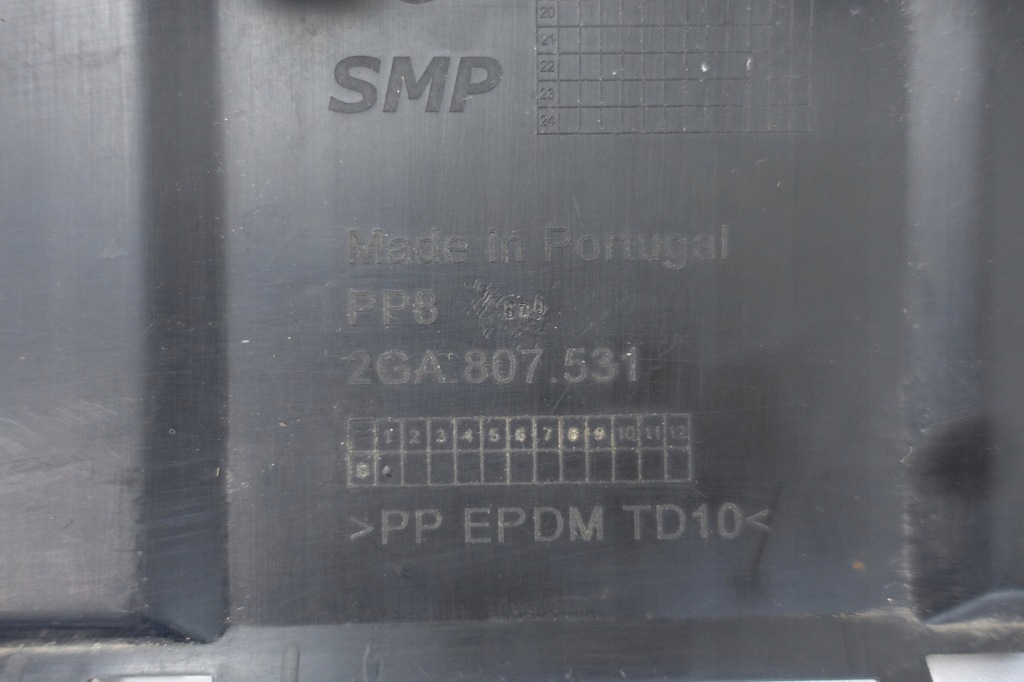 20
21
22
23
24
SMP
Made in Portugal
PP8
2GA.807.531
1 2 3 4 5 6 7 8 9 10 11 12
>PP EPDM TD10<